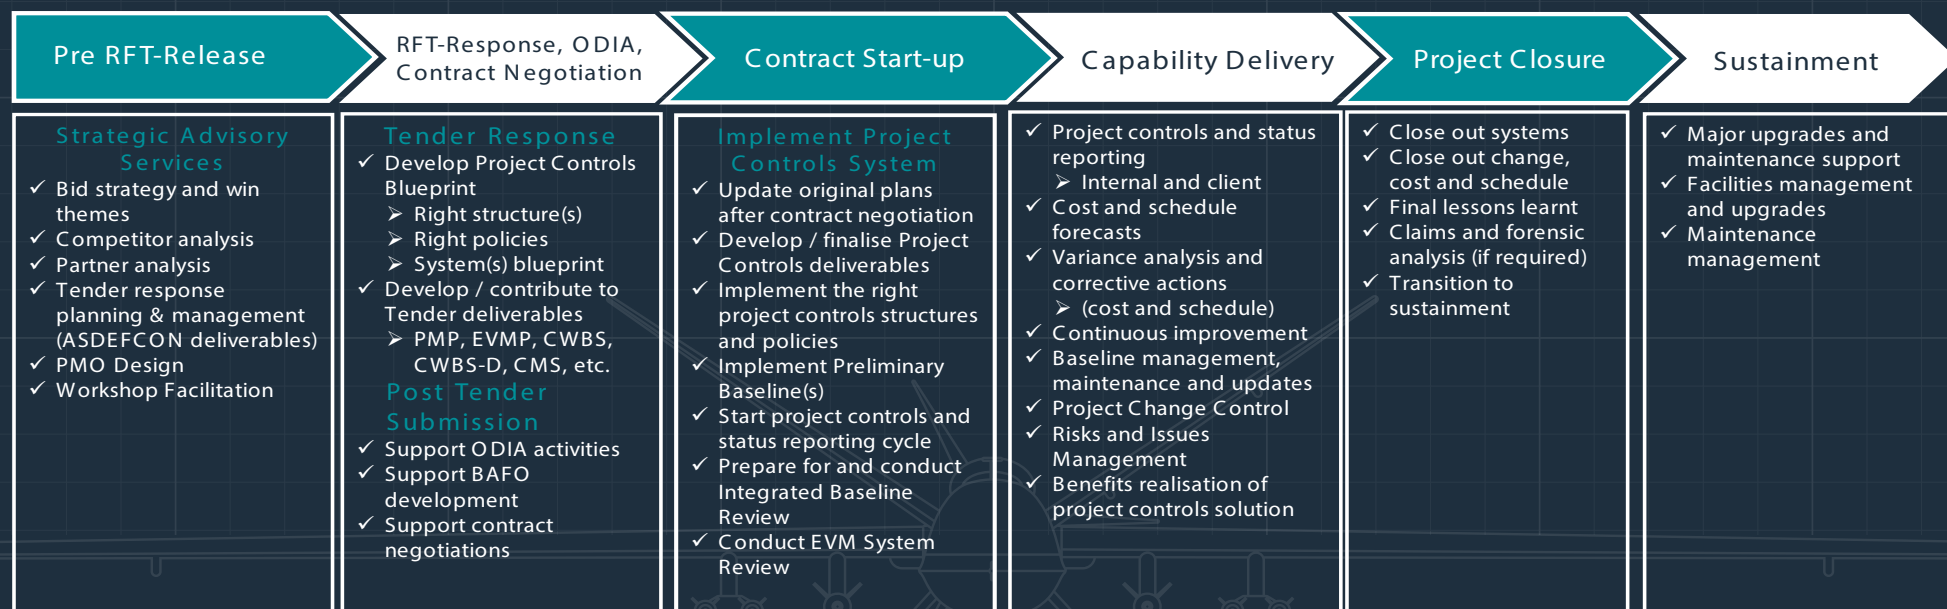 Pre RFT-Release
RFT-Response, ODIA,
Contract Negotiation
Contract Start-up
Capability Delivery
Project Closure
Sustainment
Strategic Advisory
Services
✓ Bid strategy and win
themes
✓ Competitor analysis
✓ Partner analysis
✓ Tender response
planning & management
(ASDEFCON deliverables)
✓ PMO Design
✓ Workshop Facilitation
Tender Response
✓ Develop Project Controls
Blueprint
➢ Right structure(s)
➢ Right policies
➢ System(s) blueprint
✓ Develop / contribute to
Tender deliverables
➢ PMP, EVMP, CWBS,
CWBS-D, CMS, etc.
Post Tender
Submission
✓ Support ODIA activities
✓ Support BAFO
development
✓ Support contract
negotiations
Implement Project
Controls System
✓ Update original plans
after contract negotiation
✓ Develop / finalise Project
Controls deliverables
✓ Implement the right
project controls structures
and policies
✓ Implement Preliminary
Baseline(s)
✓ Start project controls and
status reporting cycle
✓ Prepare for and conduct
Integrated Baseline
Review
✓ Conduct EVM System
Review
✓ Project controls and status
reporting
➢ Internal and client
✓ Cost and schedule
forecasts
✓ Variance analysis and
corrective actions
➢ (cost and schedule)
✓ Continuous improvement
✓ Baseline management,
maintenance and updates
✓ Project Change Control
✓ Risks and Issues
Management
✓ Benefits realisation of
project controls solution
✓ Close out systems
✓ Close out change,
cost and schedule
✓ Final lessons learnt
✓ Claims and forensic
analysis (if required)
✓ Transition to
sustainment
✓ Major upgrades and
maintenance support
✓ Facilities management
and upgrades
✓ Maintenance
management